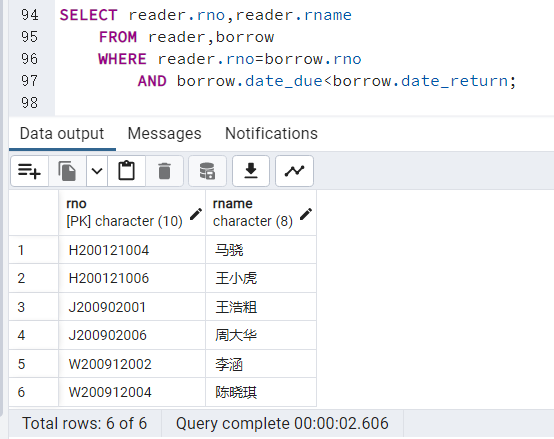 94 SELECT reader.rno,reader.rname
95 FROM reader,borrow
96 WHERE reader.rno=borrow.rno
97 AND borrow.date_due<borrow.date_return;
98
Data output Messages Notifications
rno rname
[PK] character (10) character (8)
1 H200121004 马骁
2 H200121006 王小虎
3 J200902001 王浩粗
4 J200902006 周大华
5 W200912002 李涵
6 W200912004 陈晓琪
Total rows: 6 of 6 Query complete 00:00:02.606